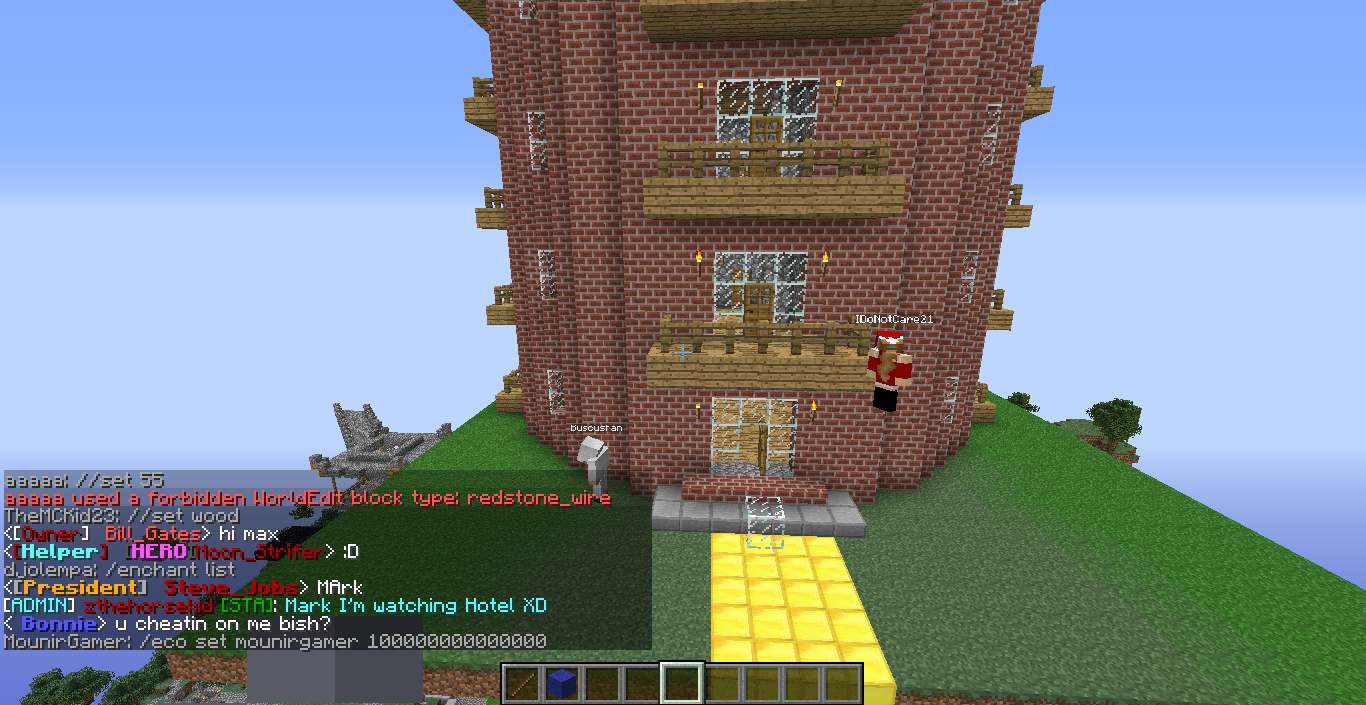 IDoNotCare21
Buscusfan
aaaaa: //set 55
aaaaa used a forbidden WorldEdit block type: redstone_wire
TheMCKid23: //set wood
<[Owner] Bill_Gates> hi max
<[Helper] [HERO]Moon_Strifer> :D
djolempa: /enchant list
<[President] Steve_Jobs> MArk
[ADMIN] zthehorsekid [STA]: Mark I'm watching Hotel XD
< Bonnie> u cheatin on me bish?
MounirGamer: /eco set mounirgamer 100000000000000